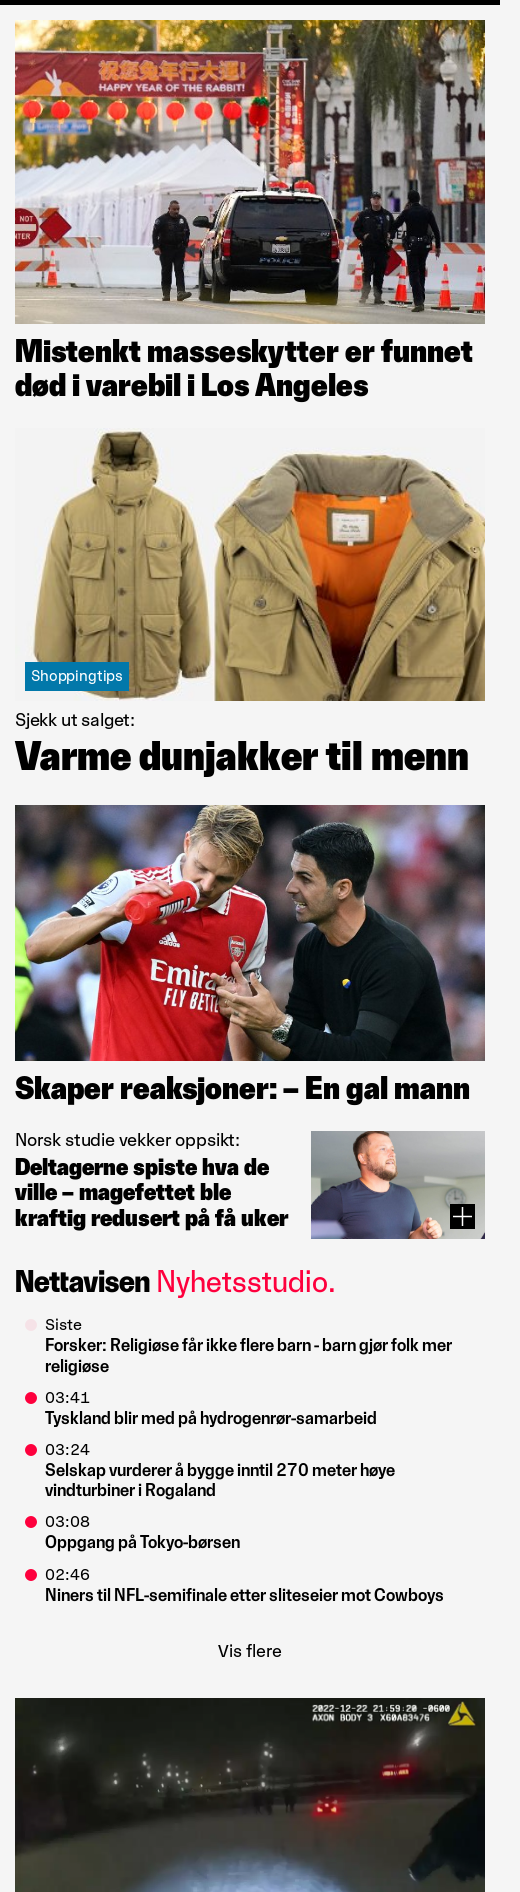 祝您兔年行大運!
HAPPY YEAR OF THE RABBIT!
NOT
POLICE
Mistenkt masseskytter er funnet
død i varebil i Los Angeles
Shoppingtips
Sjekk ut salget:
Varme dunjakker til menn
adidas
Arsenal
Emira
FLY BETTE
Skaper reaksjoner: – En gal mann
Norsk studie vekker oppsikt:
Deltagerne spiste hva de
ville – magefettet ble
kraftig redusert på få uker
Nettavisen Nyhetsstudio.
Siste
Forsker: Religiøse får ikke flere barn - barn gjør folk mer
religiøse
03:41
Tyskland blir med på hydrogenrør-samarbeid
03:24
Selskap vurderer å bygge inntil 270 meter høye
vindturbiner i Rogaland
03:08
Oppgang på Tokyo-børsen
02:46
Niners til NFL-semifinale etter sliteseier mot Cowboys
Vis flere
2022-12-22 21:59:20 -0600
AXON BODY 3 X60A83476